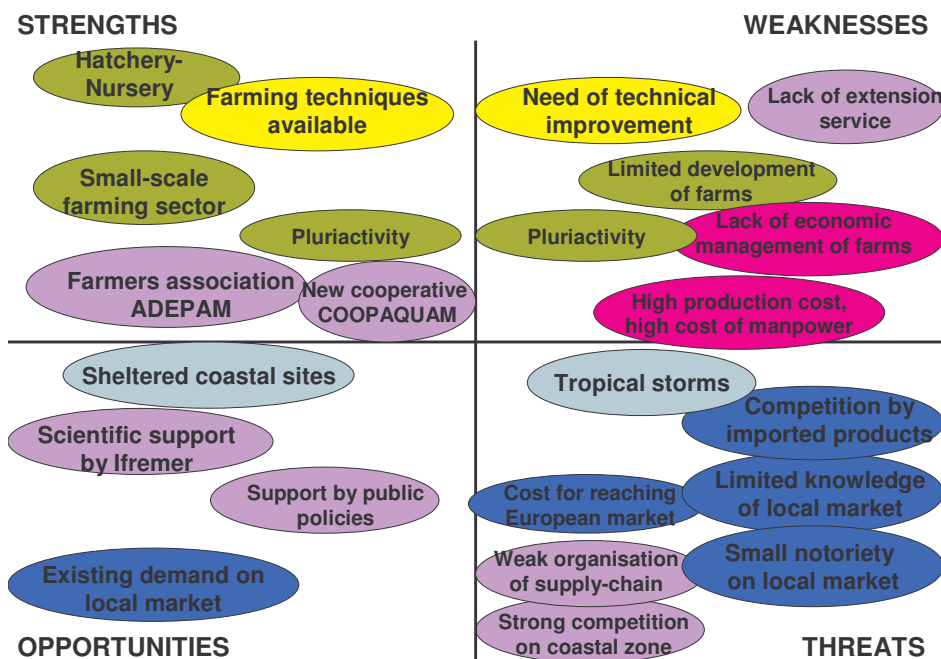 STRENGTHS
Hatchery-
Nursery
Farming techniques
available
Small-scale
farming sector
Pluriactivity
Farmers association
ADEPAM
New cooperative
COOPAQUAM
WEAKNESSES
Need of technical
improvement
Lack of extension
service
Limited development
of farms
Pluriactivity
Lack of economic
management of farms
High production cost,
high cost of manpower
Sheltered coastal sites
Scientific support
by Ifremer
Support by public
policies
Existing demand on
local market
OPPORTUNITIES
Tropical storms
Competition by
imported products
Cost for reaching
European market
Limited knowledge
of local market
Weak organisation
of supply-chain
Small notoriety
on local market
Strong competition
on coastal zone
THREATS